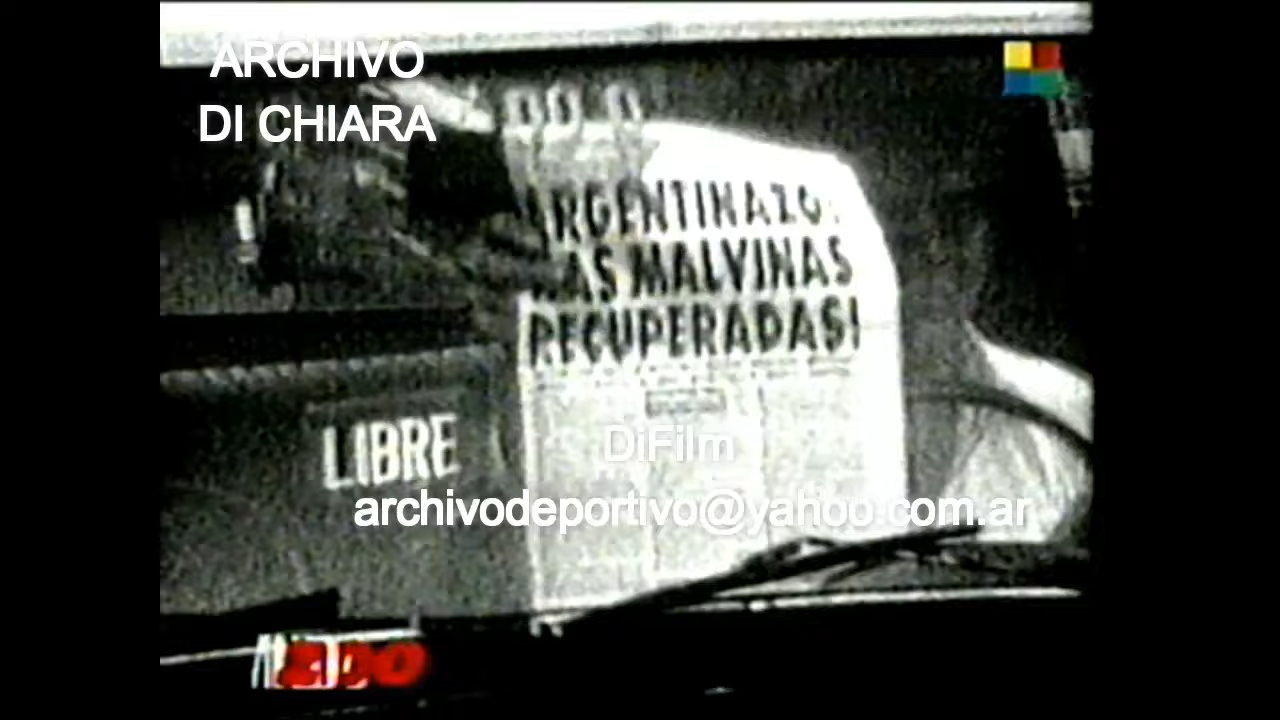 ARCHIVO
DI CHIARA
ARGENTINAZO:
LAS MALVINAS
RECUPERADAS!
LIBRE
DiFilm
archivodeportivo@yahoo.com.ar